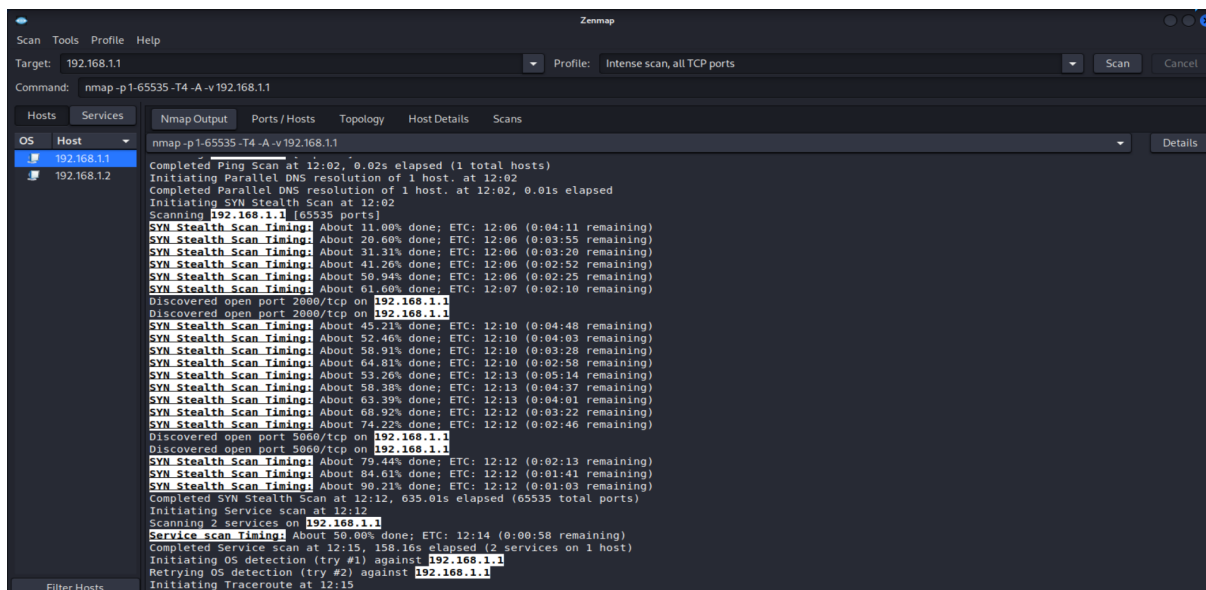 Zenmap
Scan Tools Profile Help
Target: 192.168.1.1 Profile: Intense scan, all TCP ports Scan Cancel
Command: nmap -p 1-65535 -T4 -A -v 192.168.1.1
Hosts Services Nmap Output Ports / Hosts Topology Host Details Scans
OS Host nmap -p 1-65535 -T4 -A -v 192.168.1.1 Details
192.168.1.1
192.168.1.2
Completed Ping Scan at 12:02, 0.02s elapsed (1 total hosts)
Initiating Parallel DNS resolution of 1 host. at 12:02
Completed Parallel DNS resolution of 1 host. at 12:02, 0.01s elapsed
Initiating SYN Stealth Scan at 12:02
Scanning 192.168.1.1 [65535 ports]
SYN Stealth Scan Timing: About 11.00% done; ETC: 12:06 (0:04:11 remaining)
SYN Stealth Scan Timing: About 20.60% done; ETC: 12:06 (0:03:55 remaining)
SYN Stealth Scan Timing: About 31.31% done; ETC: 12:06 (0:03:20 remaining)
SYN Stealth Scan Timing: About 41.26% done; ETC: 12:06 (0:02:52 remaining)
SYN Stealth Scan Timing: About 50.94% done; ETC: 12:06 (0:02:25 remaining)
SYN Stealth Scan Timing: About 61.60% done; ETC: 12:07 (0:02:10 remaining)
Discovered open port 2000/tcp on 192.168.1.1
Discovered open port 2000/tcp on 192.168.1.1
SYN Stealth Scan Timing: About 45.21% done; ETC: 12:10 (0:04:48 remaining)
SYN Stealth Scan Timing: About 52.46% done; ETC: 12:10 (0:04:03 remaining)
SYN Stealth Scan Timing: About 58.91% done; ETC: 12:10 (0:03:28 remaining)
SYN Stealth Scan Timing: About 64.81% done; ETC: 12:10 (0:02:58 remaining)
SYN Stealth Scan Timing: About 53.26% done; ETC: 12:13 (0:05:14 remaining)
SYN Stealth Scan Timing: About 58.38% done; ETC: 12:13 (0:04:37 remaining)
SYN Stealth Scan Timing: About 63.39% done; ETC: 12:13 (0:04:01 remaining)
SYN Stealth Scan Timing: About 68.92% done; ETC: 12:12 (0:03:22 remaining)
SYN Stealth Scan Timing: About 74.22% done; ETC: 12:12 (0:02:46 remaining)
Discovered open port 5060/tcp on 192.168.1.1
Discovered open port 5060/tcp on 192.168.1.1
SYN Stealth Scan Timing: About 79.44% done; ETC: 12:12 (0:02:13 remaining)
SYN Stealth Scan Timing: About 84.61% done; ETC: 12:12 (0:01:41 remaining)
SYN Stealth Scan Timing: About 90.21% done; ETC: 12:12 (0:01:03 remaining)
Completed SYN Stealth Scan at 12:12, 635.01s elapsed (65535 total ports)
Initiating Service scan at 12:12
Scanning 2 services on 192.168.1.1
Service scan Timing: About 50.00% done; ETC: 12:14 (0:00:58 remaining)
Completed Service scan at 12:15, 158.16s elapsed (2 services on 1 host)
Initiating OS detection (try #1) against 192.168.1.1
Retrying OS detection (try #2) against 192.168.1.1
Initiating Traceroute at 12:15
Filter Hosts